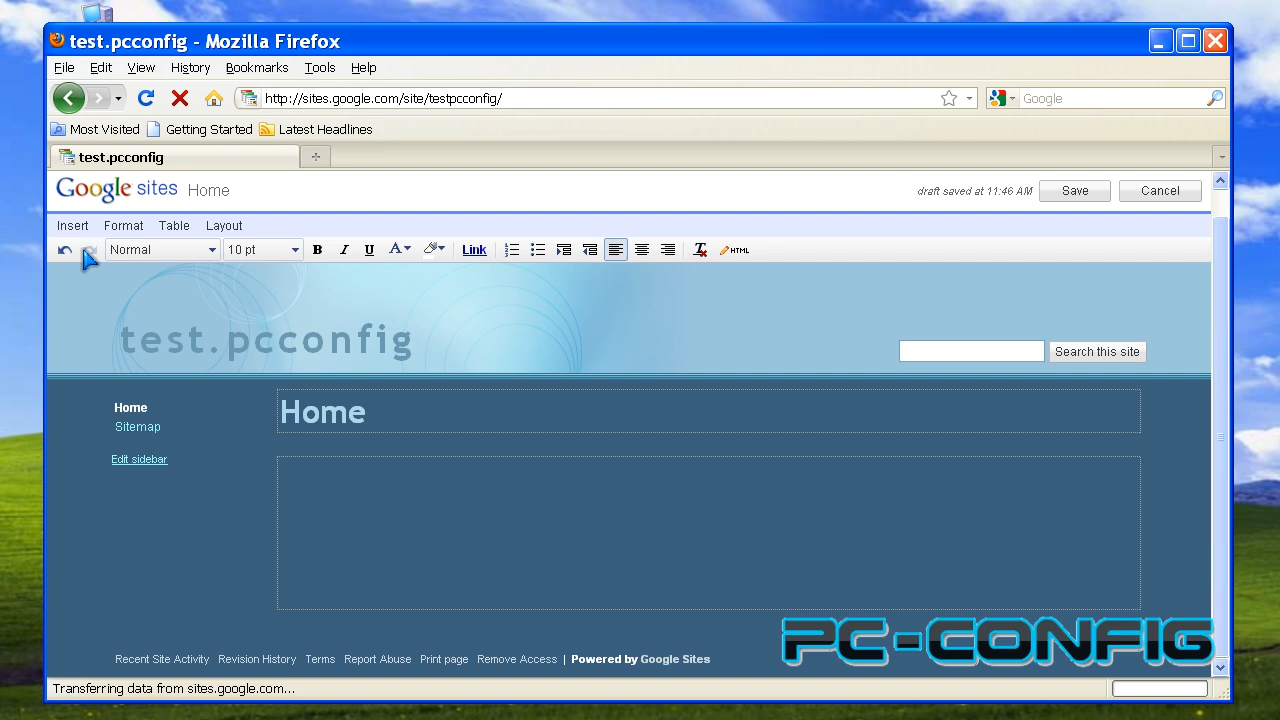 test.pcconfig - Mozilla Firefox
File Edit View History Bookmarks Tools Help
http://sites.google.com/site/testpcconfig/ Google
Most Visited Getting Started Latest Headlines
test.pcconfig
Google sites Home draft saved at 11:46 AM Save Cancel
Insert Format Table Layout
Normal 10 pt B I U A Link HTML
test.pcconfig
Search this site
Home
Home
Sitemap
Edit sidebar
PC-CONFIG
Recent Site Activity Revision History Terms Report Abuse Print page Remove Access | Powered by Google Sites
Transferring data from sites.google.com...